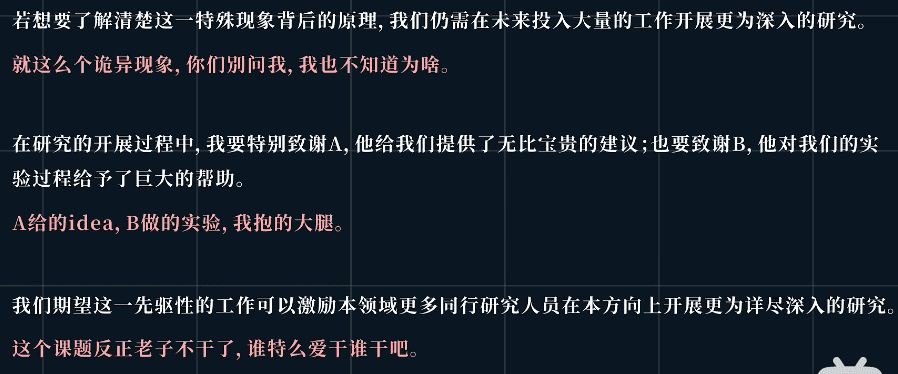 若想要了解清楚这一特殊现象背后的原理, 我们仍需在未来投入大量的工作开展更为深入的研究。
就这么个诡异现象, 你们别问我, 我也不知道为啥。
在研究的开展过程中, 我要特别致谢A, 他给我们提供了无比宝贵的建议;也要致谢B, 他对我们的实
验过程给予了巨大的帮助。
A给的idea, B做的实验, 我抱的大腿。
我们期望这一先驱性的工作可以激励本领域更多同行研究人员在本方向上开展更为详尽深入的研究。
这个课题反正老子不干了, 谁特么爱干谁干吧。